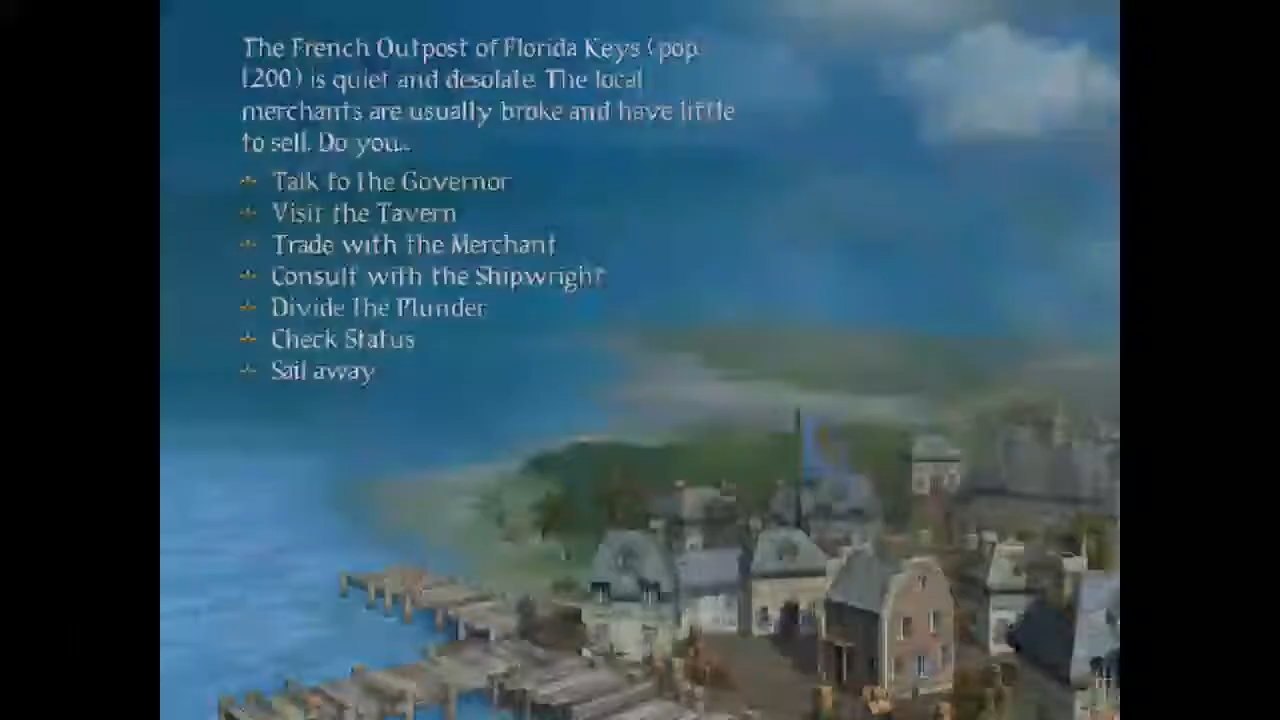 The French Outpost of Florida Keys (pop.
1,200) is quiet and desolate. The local
merchants are usually broke and have little
to sell. Do you...
Talk to the Governor
Visit the Tavern
Trade with the Merchant
Consult with the Shipwright
Divide the Plunder
Check Status
Sail away